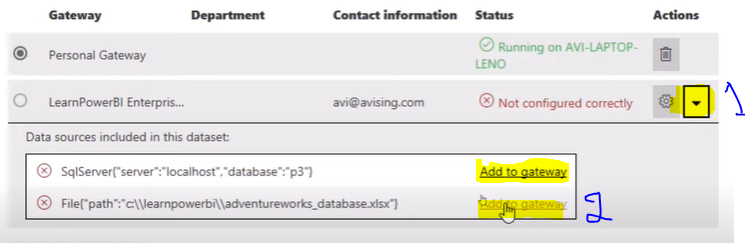 Gateway Department Contact information Status Actions
Personal Gateway Running on AVI-LAPTOP-
LENO
LearnPowerBI Enterpris... avi@avising.com Not configured correctly 1
Data sources included in this dataset:
SqlServer{"server":"localhost","database":"p3"} Add to gateway
File{"path":"c:\\learnpowerbi\\adventureworks_database.xlsx"} Add to gateway 2